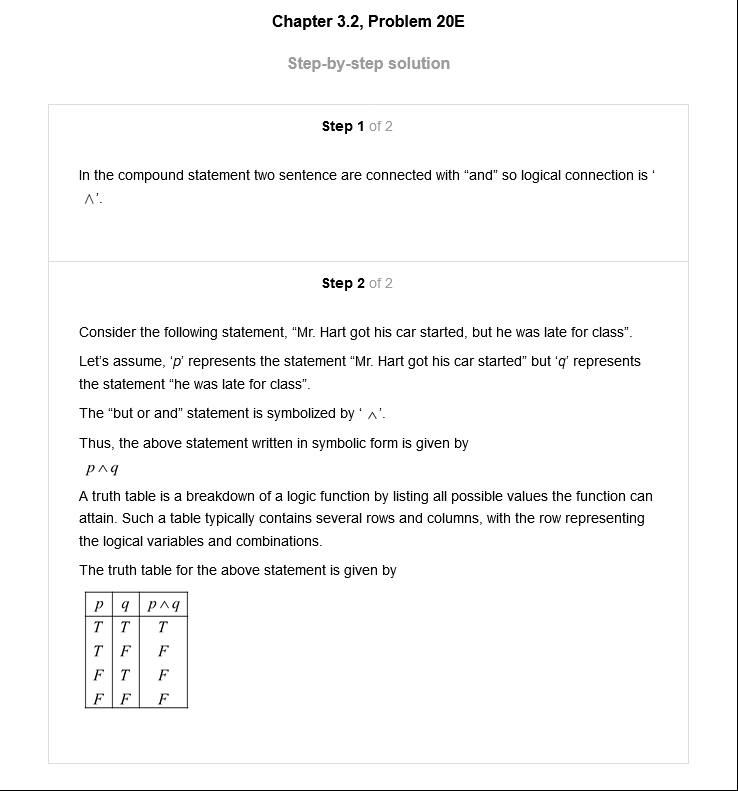 Chapter 3.2, Problem 20E
Step-by-step solution
Step 1 of 2
In the compound statement two sentence are connected with “and” so logical connection is ‘
∧’.
Step 2 of 2
Consider the following statement, “Mr. Hart got his car started, but he was late for class”.
Let’s assume, ‘p’ represents the statement “Mr. Hart got his car started” but ‘q’ represents
the statement “he was late for class”.
The “but or and” statement is symbolized by ‘ ∧’.
Thus, the above statement written in symbolic form is given by
p∧q
A truth table is a breakdown of a logic function by listing all possible values the function can
attain. Such a table typically contains several rows and columns, with the row representing
the logical variables and combinations.
The truth table for the above statement is given by
p q p∧q
T T T
T F F
F T F
F F F